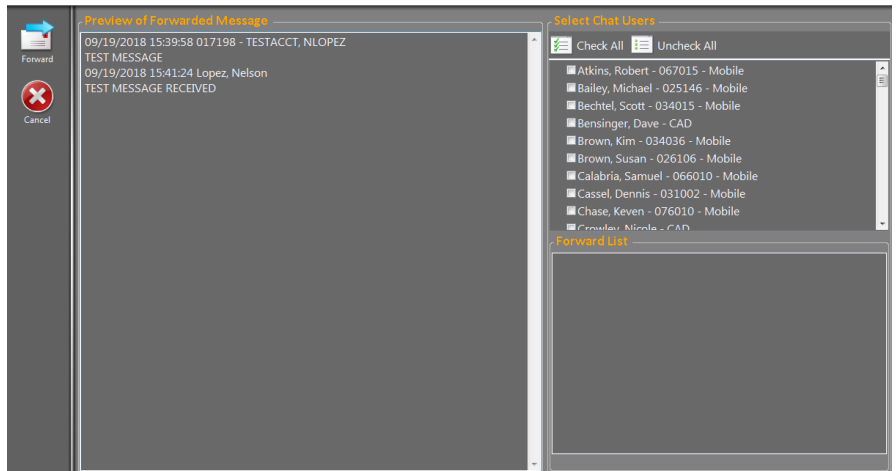 Forward
Cancel
Preview of Forwarded Message
09/19/2018 15:39:58 017198 - TESTACCT, NLOPEZ
TEST MESSAGE
09/19/2018 15:41:24 Lopez, Nelson
TEST MESSAGE RECEIVED
Select Chat Users
Check All Uncheck All
Atkins, Robert - 067015 - Mobile
Bailey, Michael - 025146 - Mobile
Bechtel, Scott - 034015 - Mobile
Bensinger, Dave - CAD
Brown, Kim - 034036 - Mobile
Brown, Susan - 026106 - Mobile
Calabria, Samuel - 066010 - Mobile
Cassel, Dennis - 031002 - Mobile
Chase, Keven - 076010 - Mobile
Crowley, Nicole - CAD
Forward List